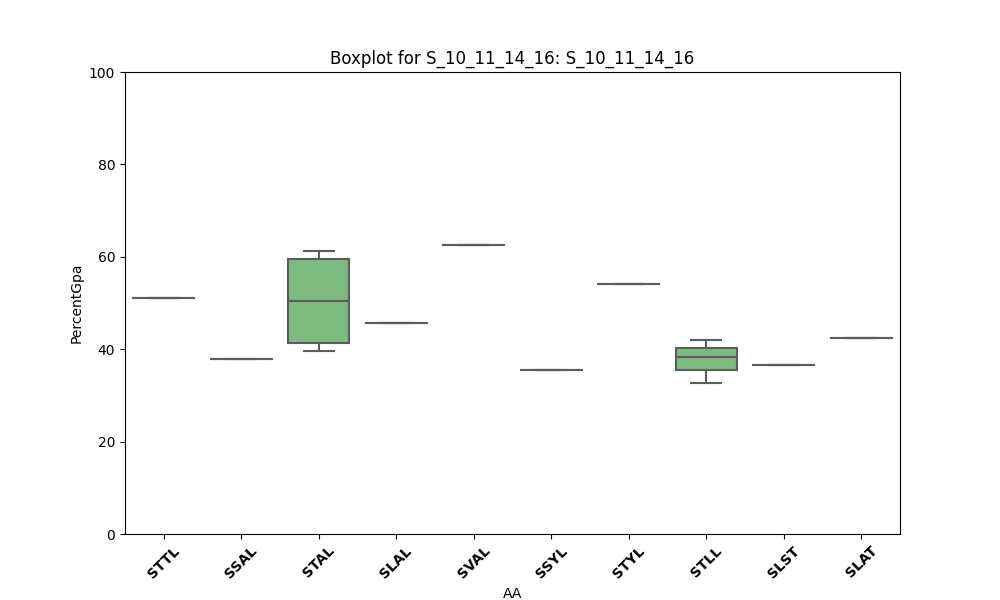 Boxplot for S_10_11_14_16: S_10_11_14_16
PercentGpa
100
80
60
40
20
0
STTL SSAL STAL SLAL SVAL SSYL STYL STLL SLST SLAT
AA